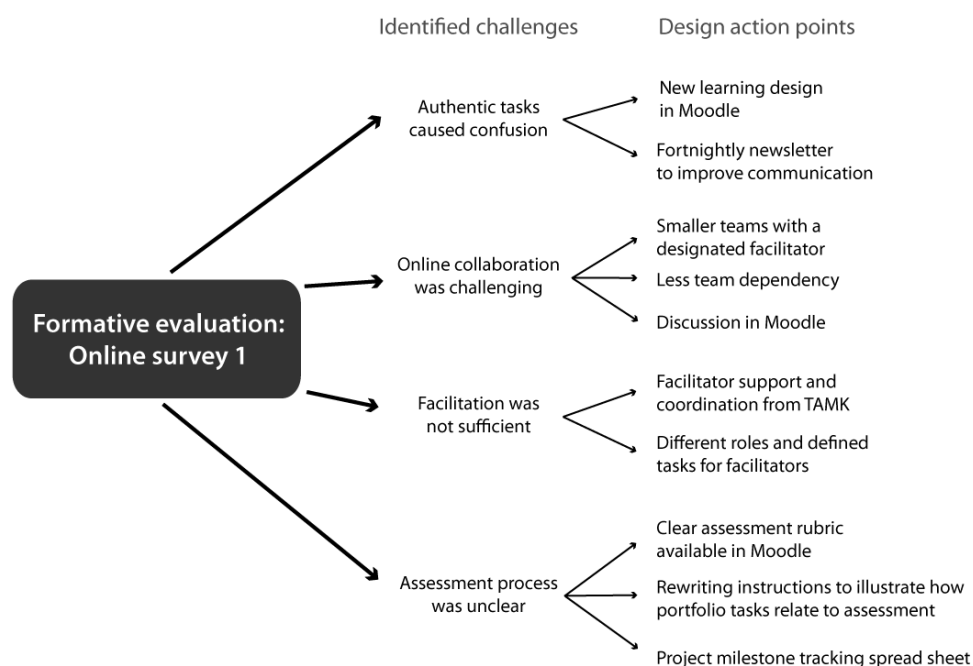 Identified challenges
Design action points
Formative evaluation:
Online survey 1
Authentic tasks
caused confusion
New learning design
in Moodle
Fortnightly newsletter
to improve communication
Online collaboration
was challenging
Smaller teams with a
designated facilitator
Less team dependency
Discussion in Moodle
Facilitation was
not sufficient
Facilitator support and
coordination from TAMK
Different roles and defined
tasks for facilitators
Assessment process
was unclear
Clear assessment rubric
available in Moodle
Rewriting instructions to illustrate how
portfolio tasks relate to assessment
Project milestone tracking spread sheet